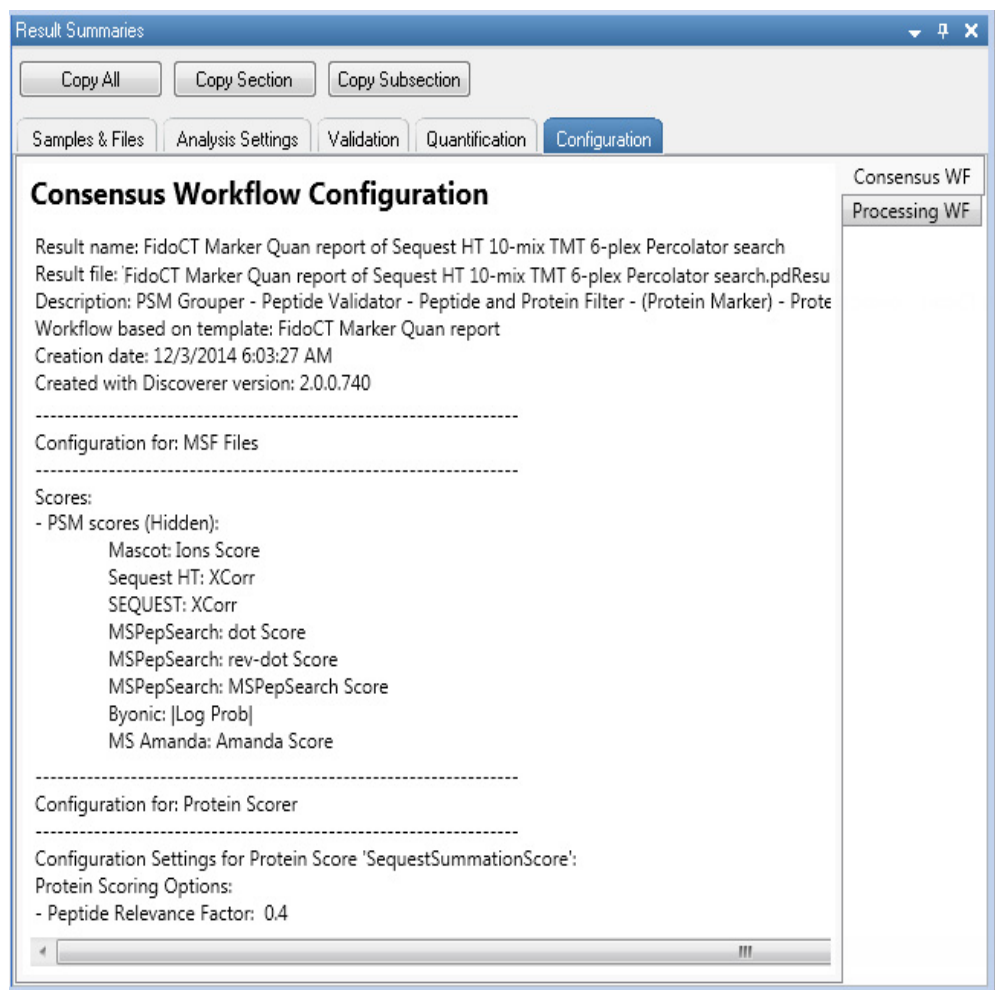 Result Summaries
Copy All
Copy Section
Copy Subsection
Samples & Files
Analysis Settings
Validation
Quantification
Configuration
Consensus WF
Processing WF
Consensus Workflow Configuration
Result name: FidoCT Marker Quan report of Sequest HT 10-mix TMT 6-plex Percolator search
Result file: 'FidoCT Marker Quan report of Sequest HT 10-mix TMT 6-plex Percolator search.pdResu
Description: PSM Grouper - Peptide Validator - Peptide and Protein Filter - (Protein Marker) - Prote
Workflow based on template: FidoCT Marker Quan report
Creation date: 12/3/2014 6:03:27 AM
Created with Discoverer version: 2.0.0.740
------------------------------------------------------------------
Configuration for: MSF Files
------------------------------------------------------------------
Scores:
- PSM scores (Hidden):
Mascot: Ions Score
Sequest HT: XCorr
SEQUEST: XCorr
MSPepSearch: dot Score
MSPepSearch: rev-dot Score
MSPepSearch: MSPepSearch Score
Byonic: |Log Prob|
MS Amanda: Amanda Score
------------------------------------------------------------------
Configuration for: Protein Scorer
------------------------------------------------------------------
Configuration Settings for Protein Score 'SequestSummationScore':
Protein Scoring Options:
- Peptide Relevance Factor: 0.4